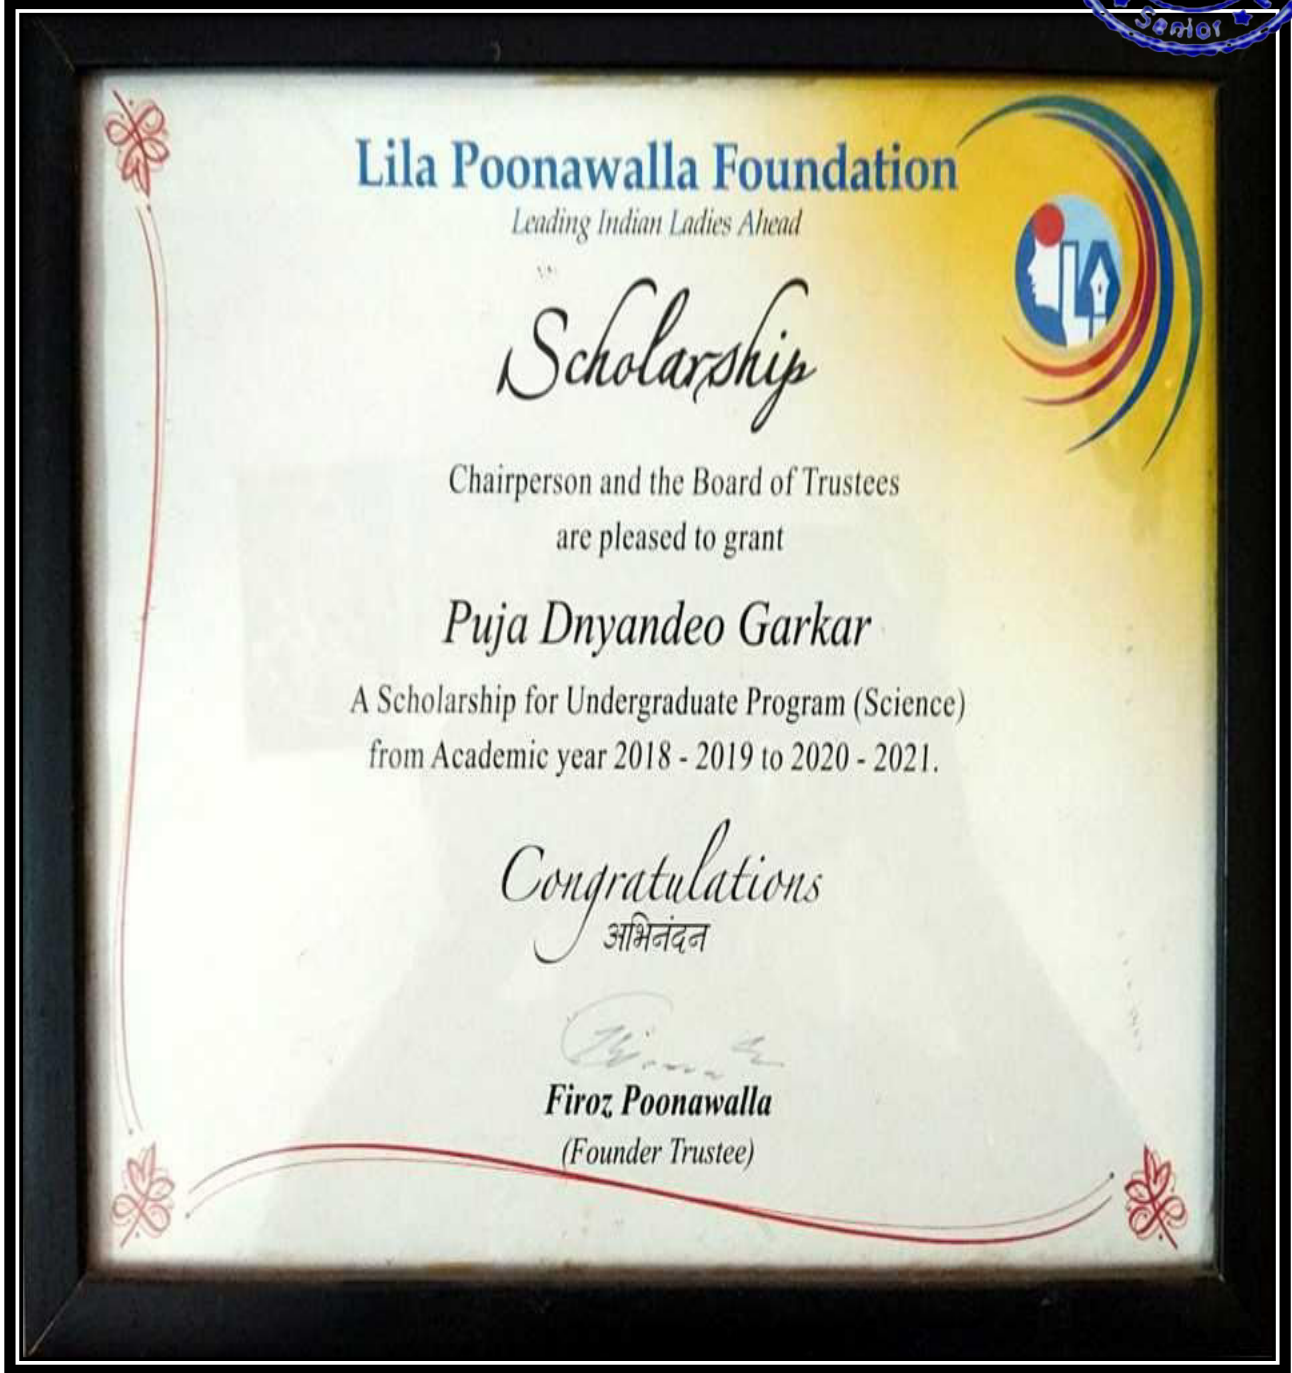 Senior
Lila Poonawalla Foundation
Leading Indian Ladies Ahead
LILA
Scholarship
Chairperson and the Board of Trustees
are pleased to grant
Puja Dnyandeo Garkar
A Scholarship for Undergraduate Program (Science)
from Academic year 2018 - 2019 to 2020 - 2021.
Congratulations
अभिनंदन
Firoz Poonawalla
(Founder Trustee)